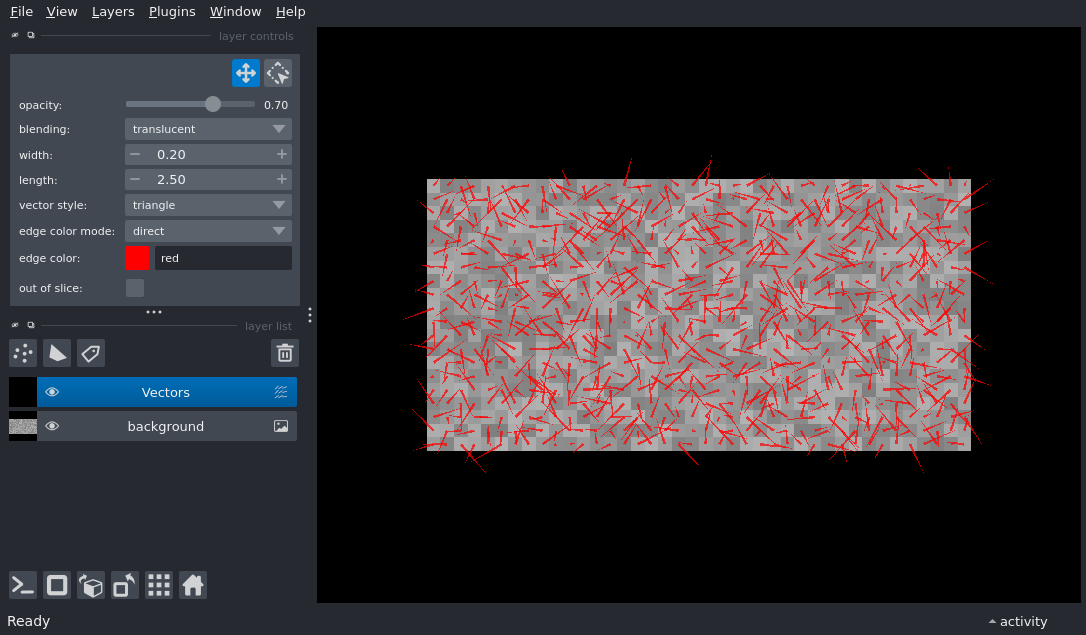 File View Layers Plugins Window Help
layer controls
opacity: 0.70
blending: translucent
width: 0.20
length: 2.50
vector style: triangle
edge color mode: direct
edge color: red
out of slice:
layer list
Vectors
background
Ready
activity